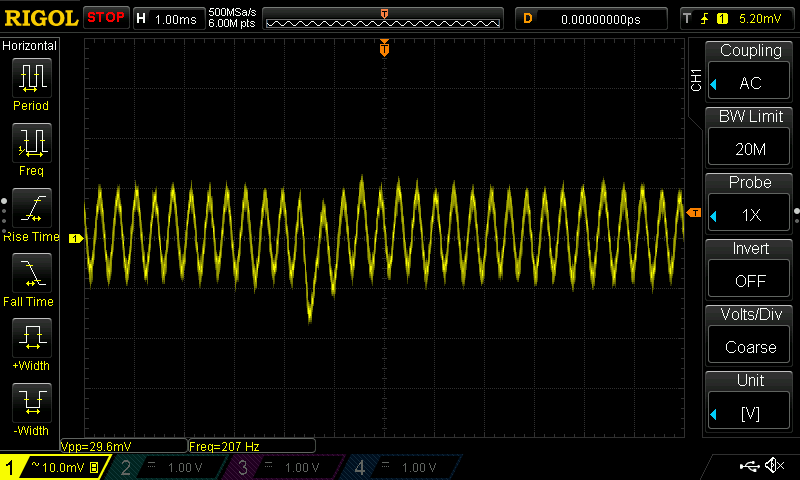 RIGOL STOP H 1.00ms 500MSa/s 6.00M pts T D 0.00000000ps T 1 5.20mV
Horizontal
Period
Freq
Rise Time
Fall Time
+Width
-Width
T
1
T
CH1
Coupling
AC
BW Limit
20M
Probe
1X
Invert
OFF
Volts/Div
Coarse
Unit
[V]
Vpp=29.6mV Freq=207 Hz
1 ~ 10.0mV B 2 1.00 V 3 1.00 V 4 1.00 V